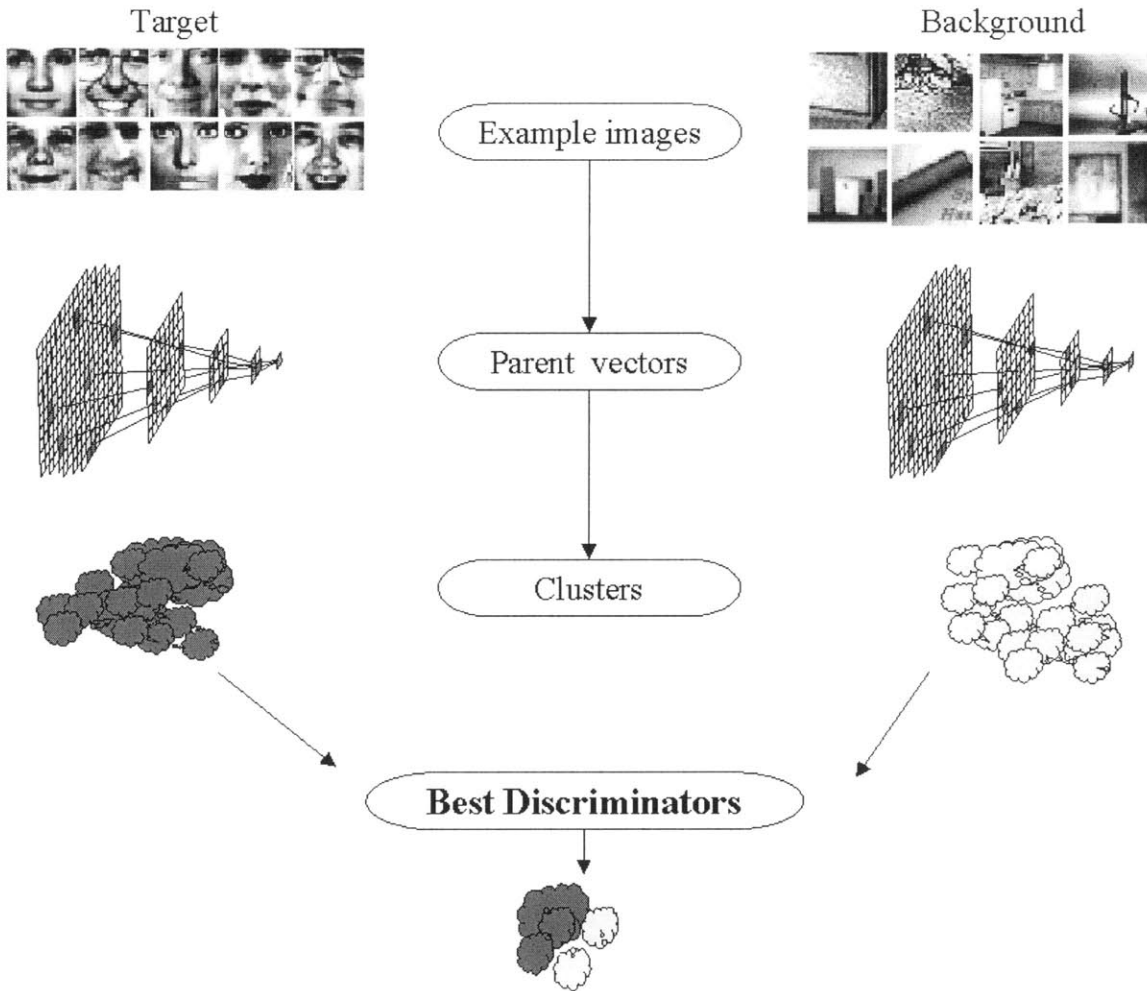 Target
Background
Example images
Parent vectors
Clusters
Best Discriminators